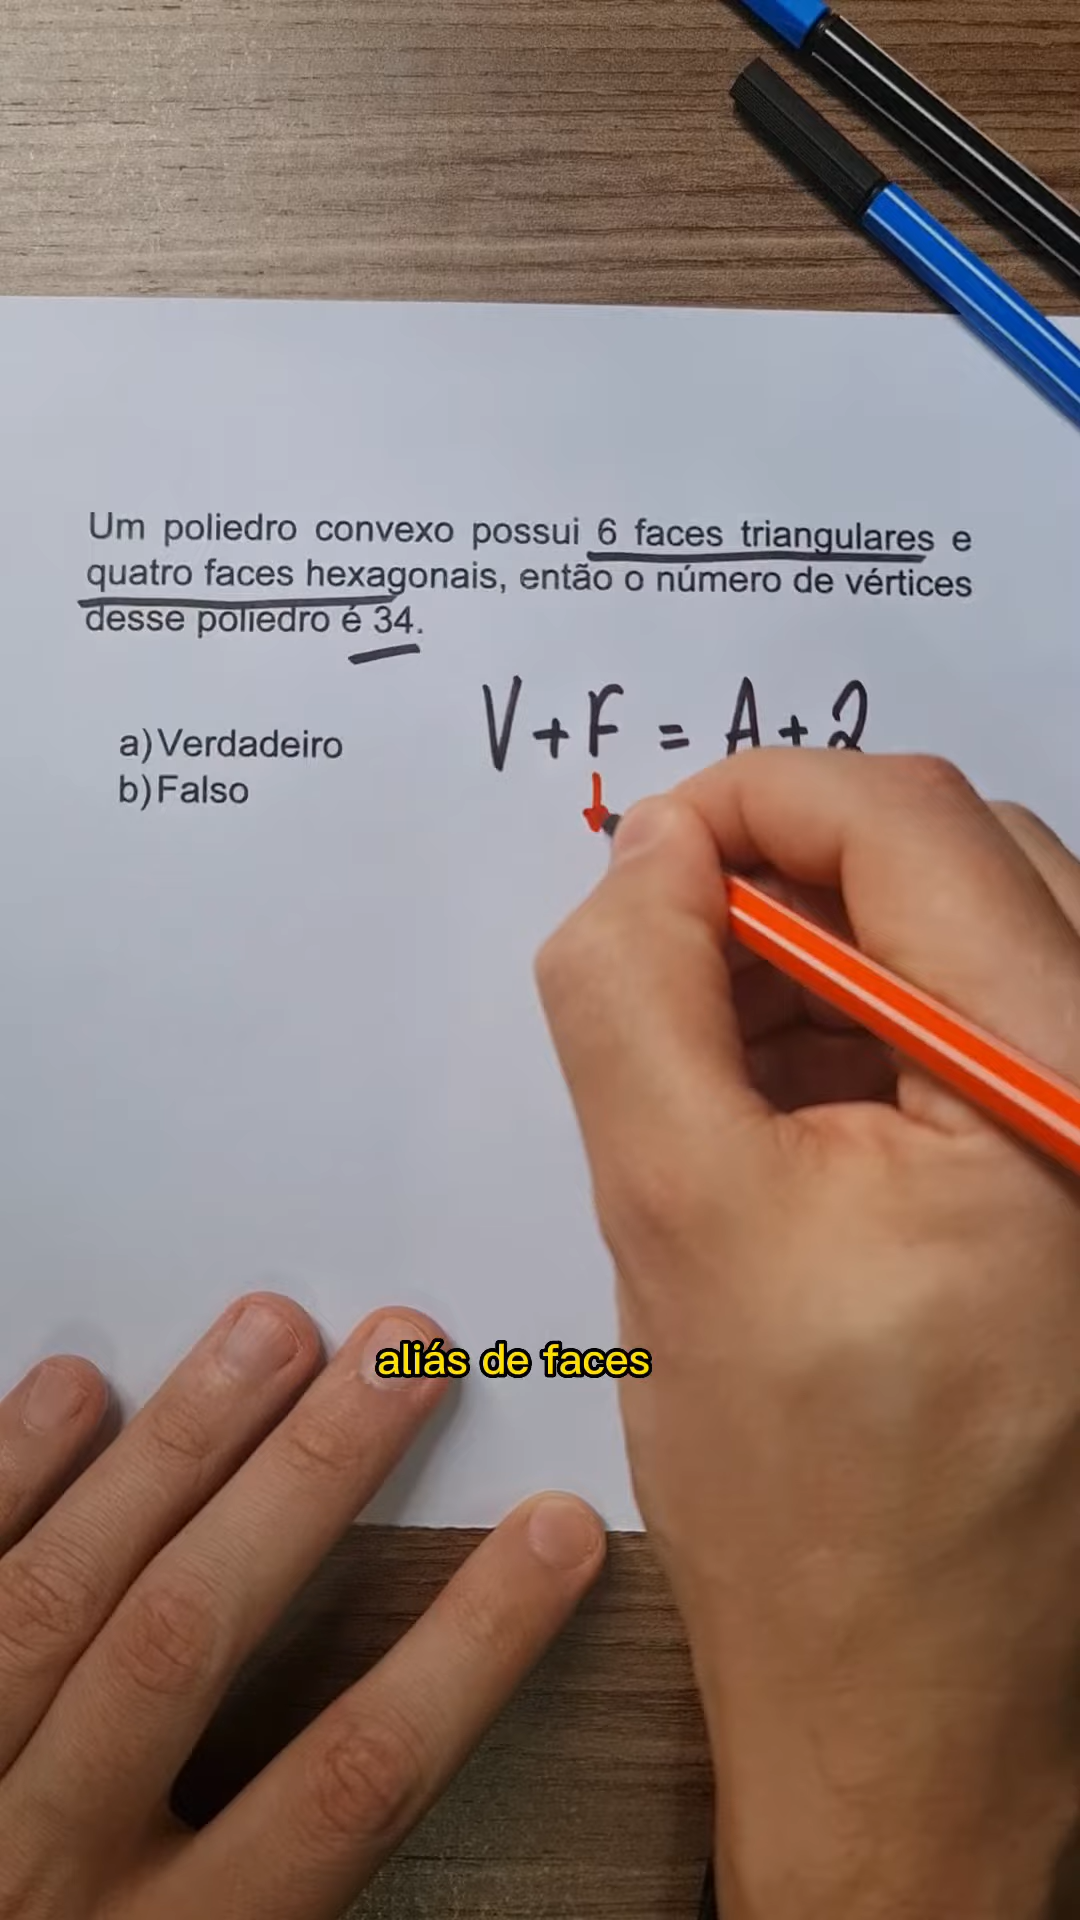 Um poliedro convexo possui 6 faces triangulares e
quatro faces hexagonais, então o número de vértices
desse poliedro é 34.
V + F = A + 2
a) Verdadeiro
b) Falso
aliás de faces